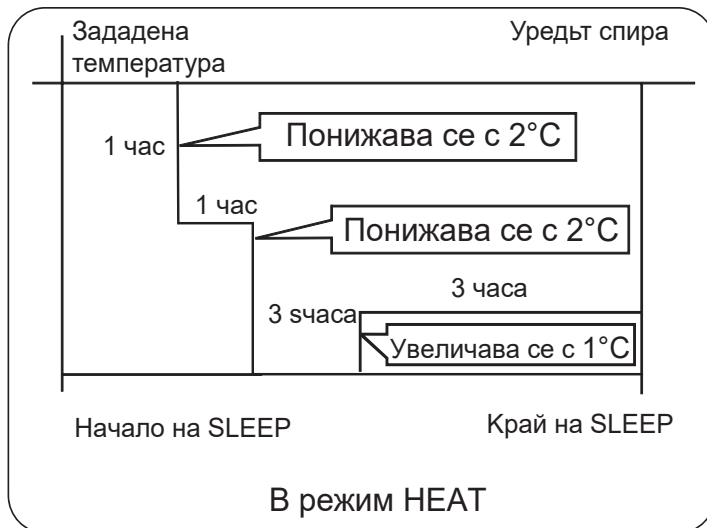 Зададена
температура
Уредьт спира
1 час
Понижава се с 2°C
1 час
Понижава се с 2°C
3 часа
3 sчаса
Увеличава се с 1°C
Начало на SLEEP
Край на SLEEP
В режим HEAT